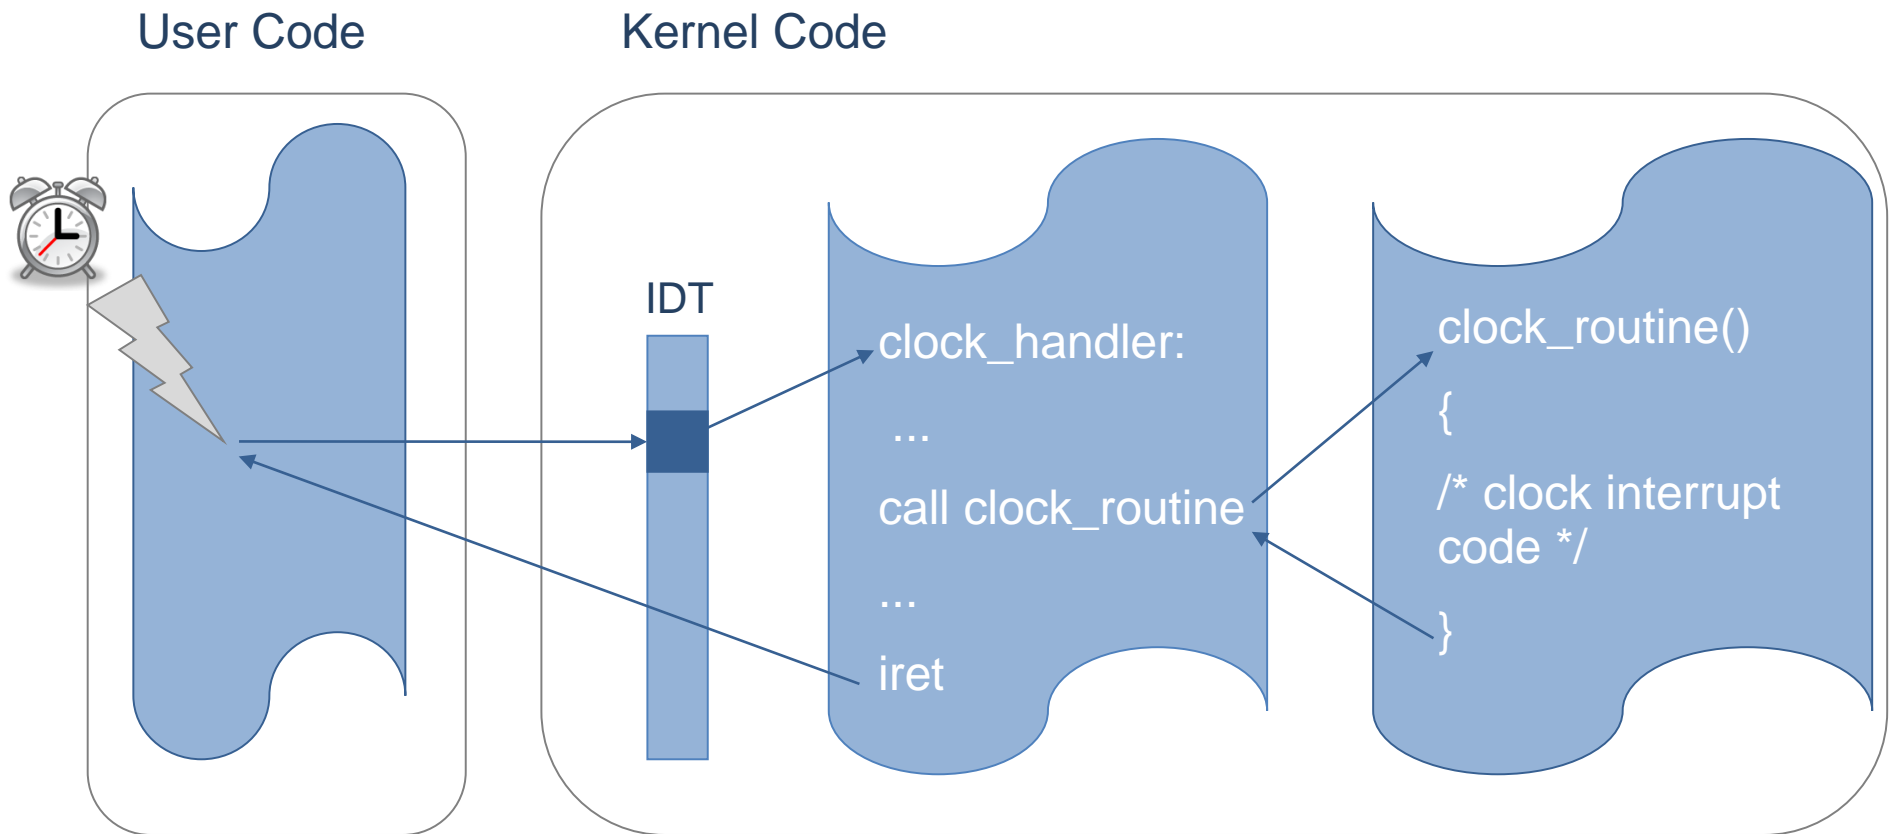 User Code
Kernel Code
IDT
clock_handler:
...
call clock_routine
...
iret
clock_routine()
{
/* clock interrupt
code */
}